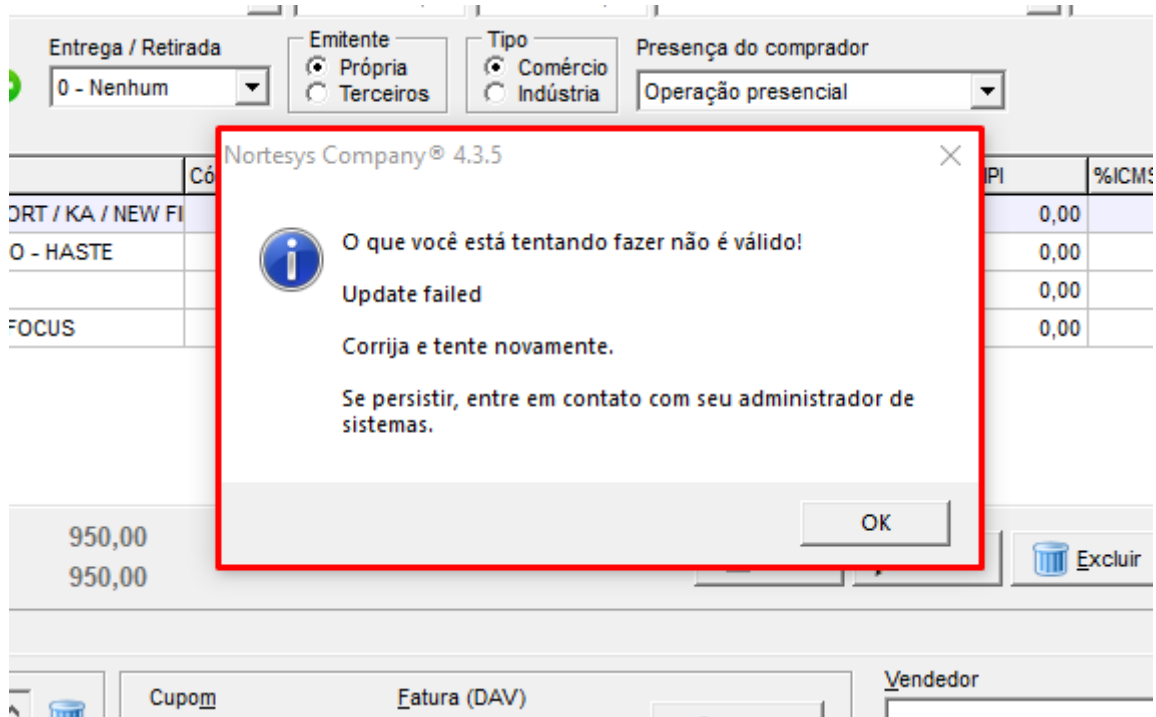 Entrega / Retirada
Emitente
Tipo
Presença do comprador
Própria
Comércio
0 - Nenhum
Terceiros
Indústria
Operação presencial
Nortesys Company® 4.3.5
Có
IPI
%ICMS
ORT / KA / NEW FI
0,00
O - HASTE
0,00
0,00
FOCUS
0,00
O que você está tentando fazer não é válido!
Update failed
Corrija e tente novamente.
Se persistir, entre em contato com seu administrador de
sistemas.
OK
950,00
950,00
Excluir
Cupom
Fatura (DAV)
Vendedor